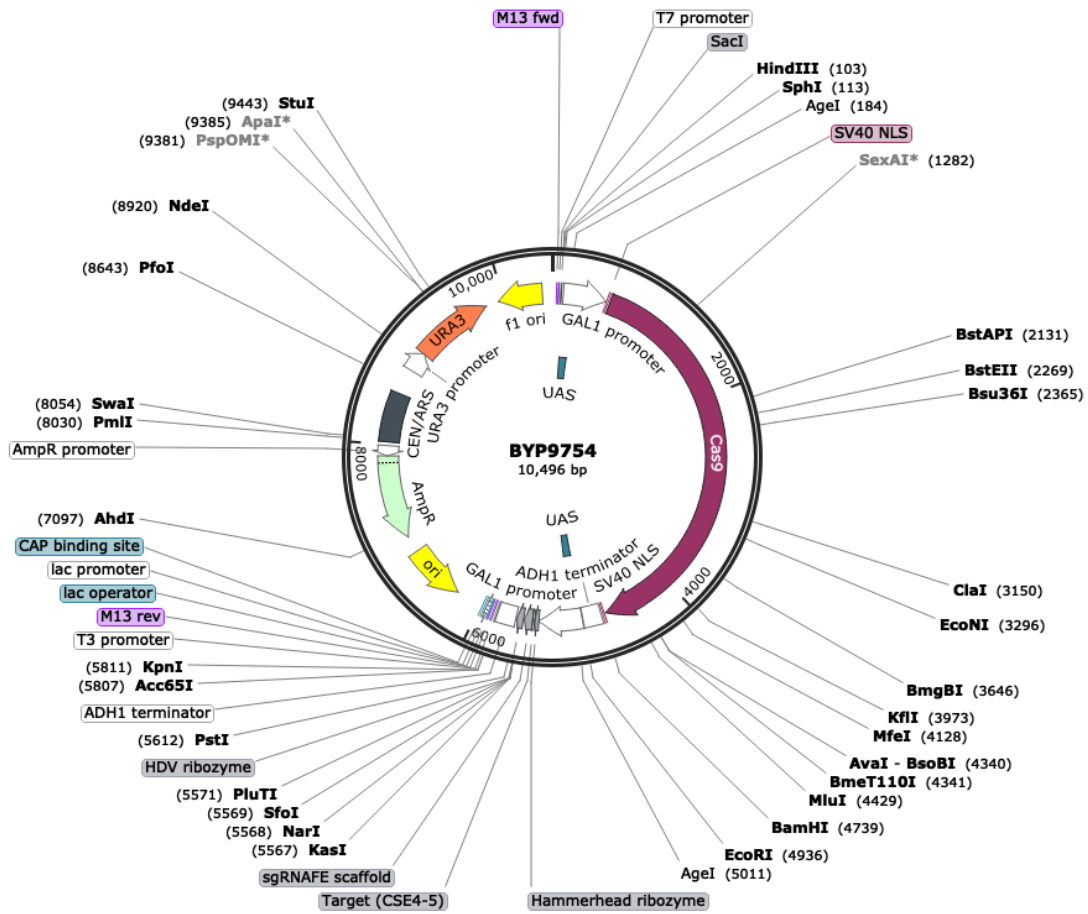 M13 fwd
T7 promoter
SacI
HindIII (103)
SphI (113)
AgeI (184)
SV40 NLS
SexAI* (1282)
(9443) StuI
(9385) ApaI*
(9381) PspOMI*
(8920) NdeI
(8643) PfoI
BstAPI (2131)
BstEII (2269)
Bsu36I (2365)
10,000
2000
4000
6000
8000
f1 ori
GAL1 promoter
URA3
URA3 promoter
UAS
CEN/ARS
Cas9
BYP9754
10,496 bp
AmpR
UAS
ori
GAL1 promoter
ADH1 terminator
SV40 NLS
(8054) SwaI
(8030) PmlI
AmpR promoter
(7097) AhdI
CAP binding site
lac promoter
lac operator
M13 rev
T3 promoter
(5811) KpnI
(5807) Acc65I
ADH1 terminator
(5612) PstI
HDV ribozyme
(5571) PluTI
(5569) SfoI
(5568) NarI
(5567) KasI
sgRNAFE scaffold
Target (CSE4-5)
Hammerhead ribozyme
ClaI (3150)
EcoNI (3296)
BmgBI (3646)
KflI (3973)
MfeI (4128)
AvaI - BsoBI (4340)
BmeT110I (4341)
MluI (4429)
BamHI (4739)
EcoRI (4936)
AgeI (5011)